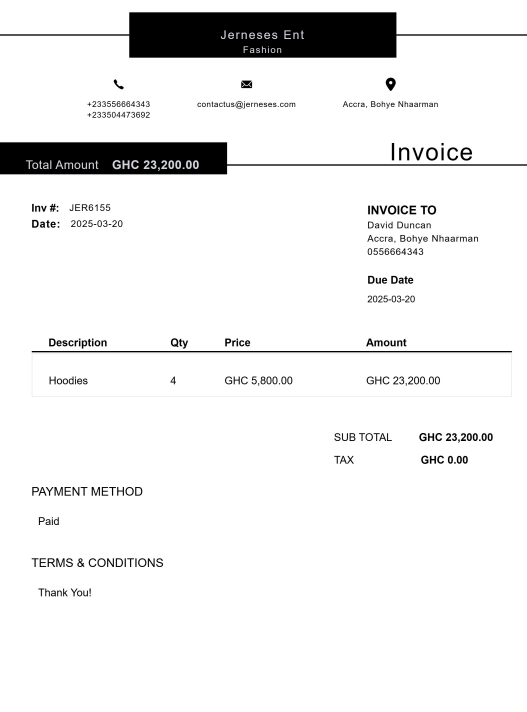 Jerneses Ent
Fashion
+233556664343
+233504473692
contactus@jerneses.com
Accra, Bohye Nhaarman
Invoice
Total Amount GHC 23,200.00
Inv #: JER6155
Date: 2025-03-20
INVOICE TO
David Duncan
Accra, Bohye Nhaarman
0556664343
Due Date
2025-03-20
Description Qty Price Amount
Hoodies 4 GHC 5,800.00 GHC 23,200.00
SUB TOTAL GHC 23,200.00
TAX GHC 0.00
PAYMENT METHOD
Paid
TERMS & CONDITIONS
Thank You!